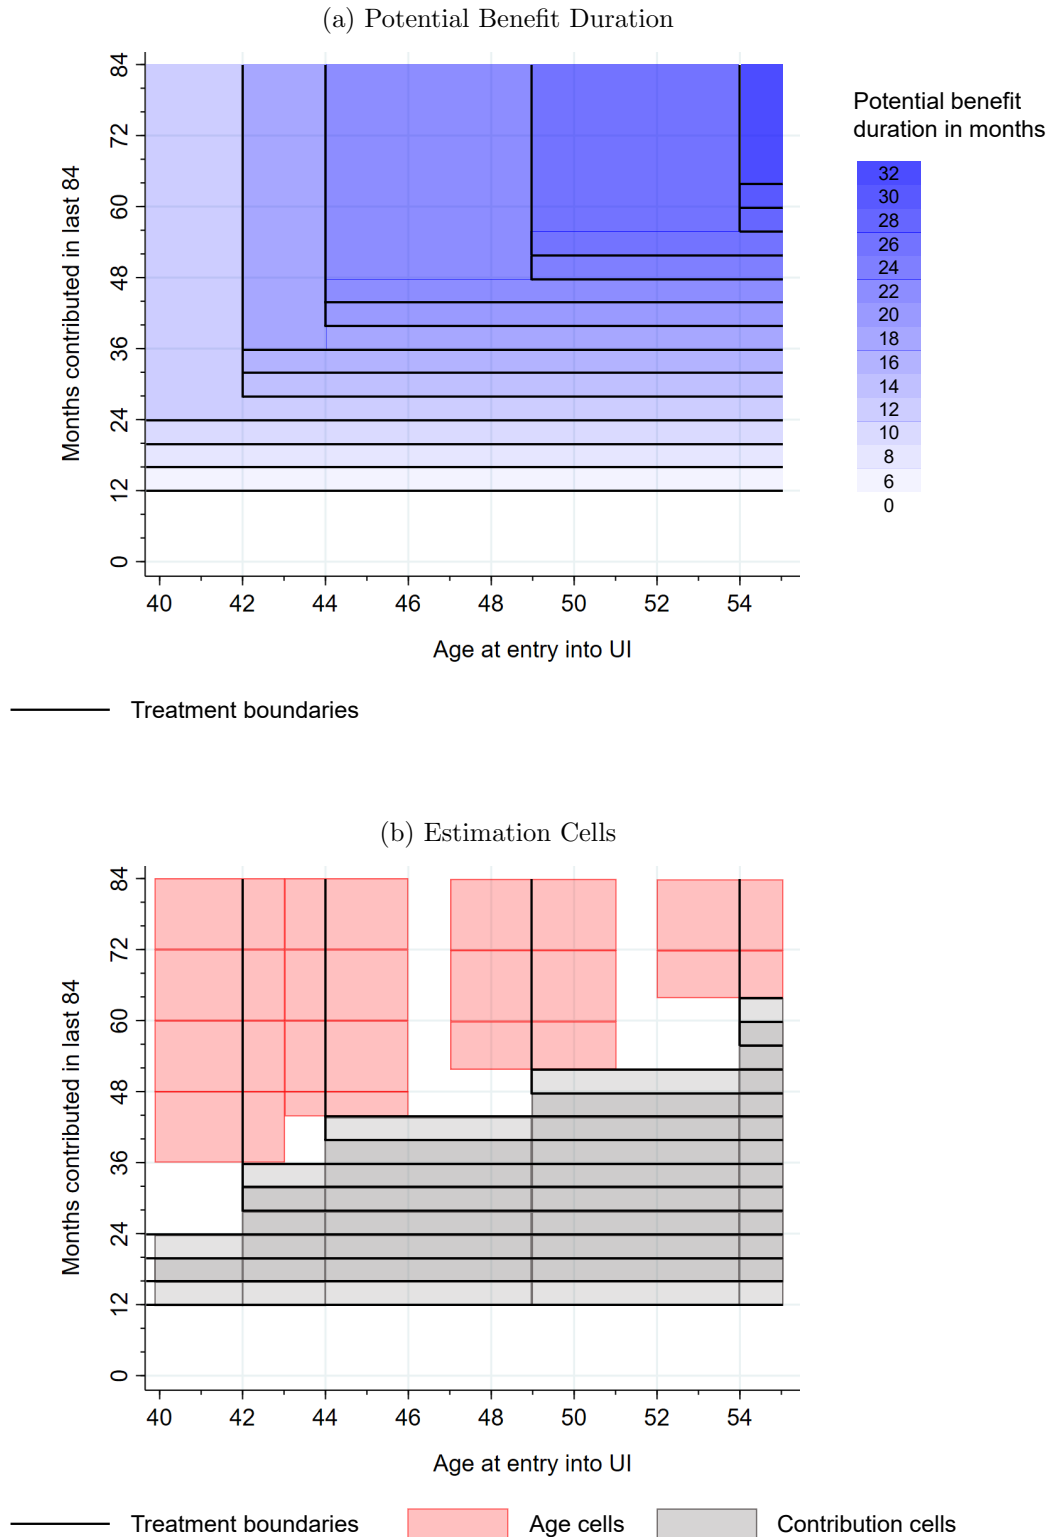 (a) Potential Benefit Duration
Months contributed in last 84
84
72
60
48
36
24
12
0
40 42 44 46 48 50 52 54
Age at entry into UI
Potential benefit
duration in months
32
30
28
26
24
22
20
18
16
14
12
10
8
6
0
Treatment boundaries
(b) Estimation Cells
Months contributed in last 84
84
72
60
48
36
24
12
0
40 42 44 46 48 50 52 54
Age at entry into UI
Treatment boundaries Age cells Contribution cells